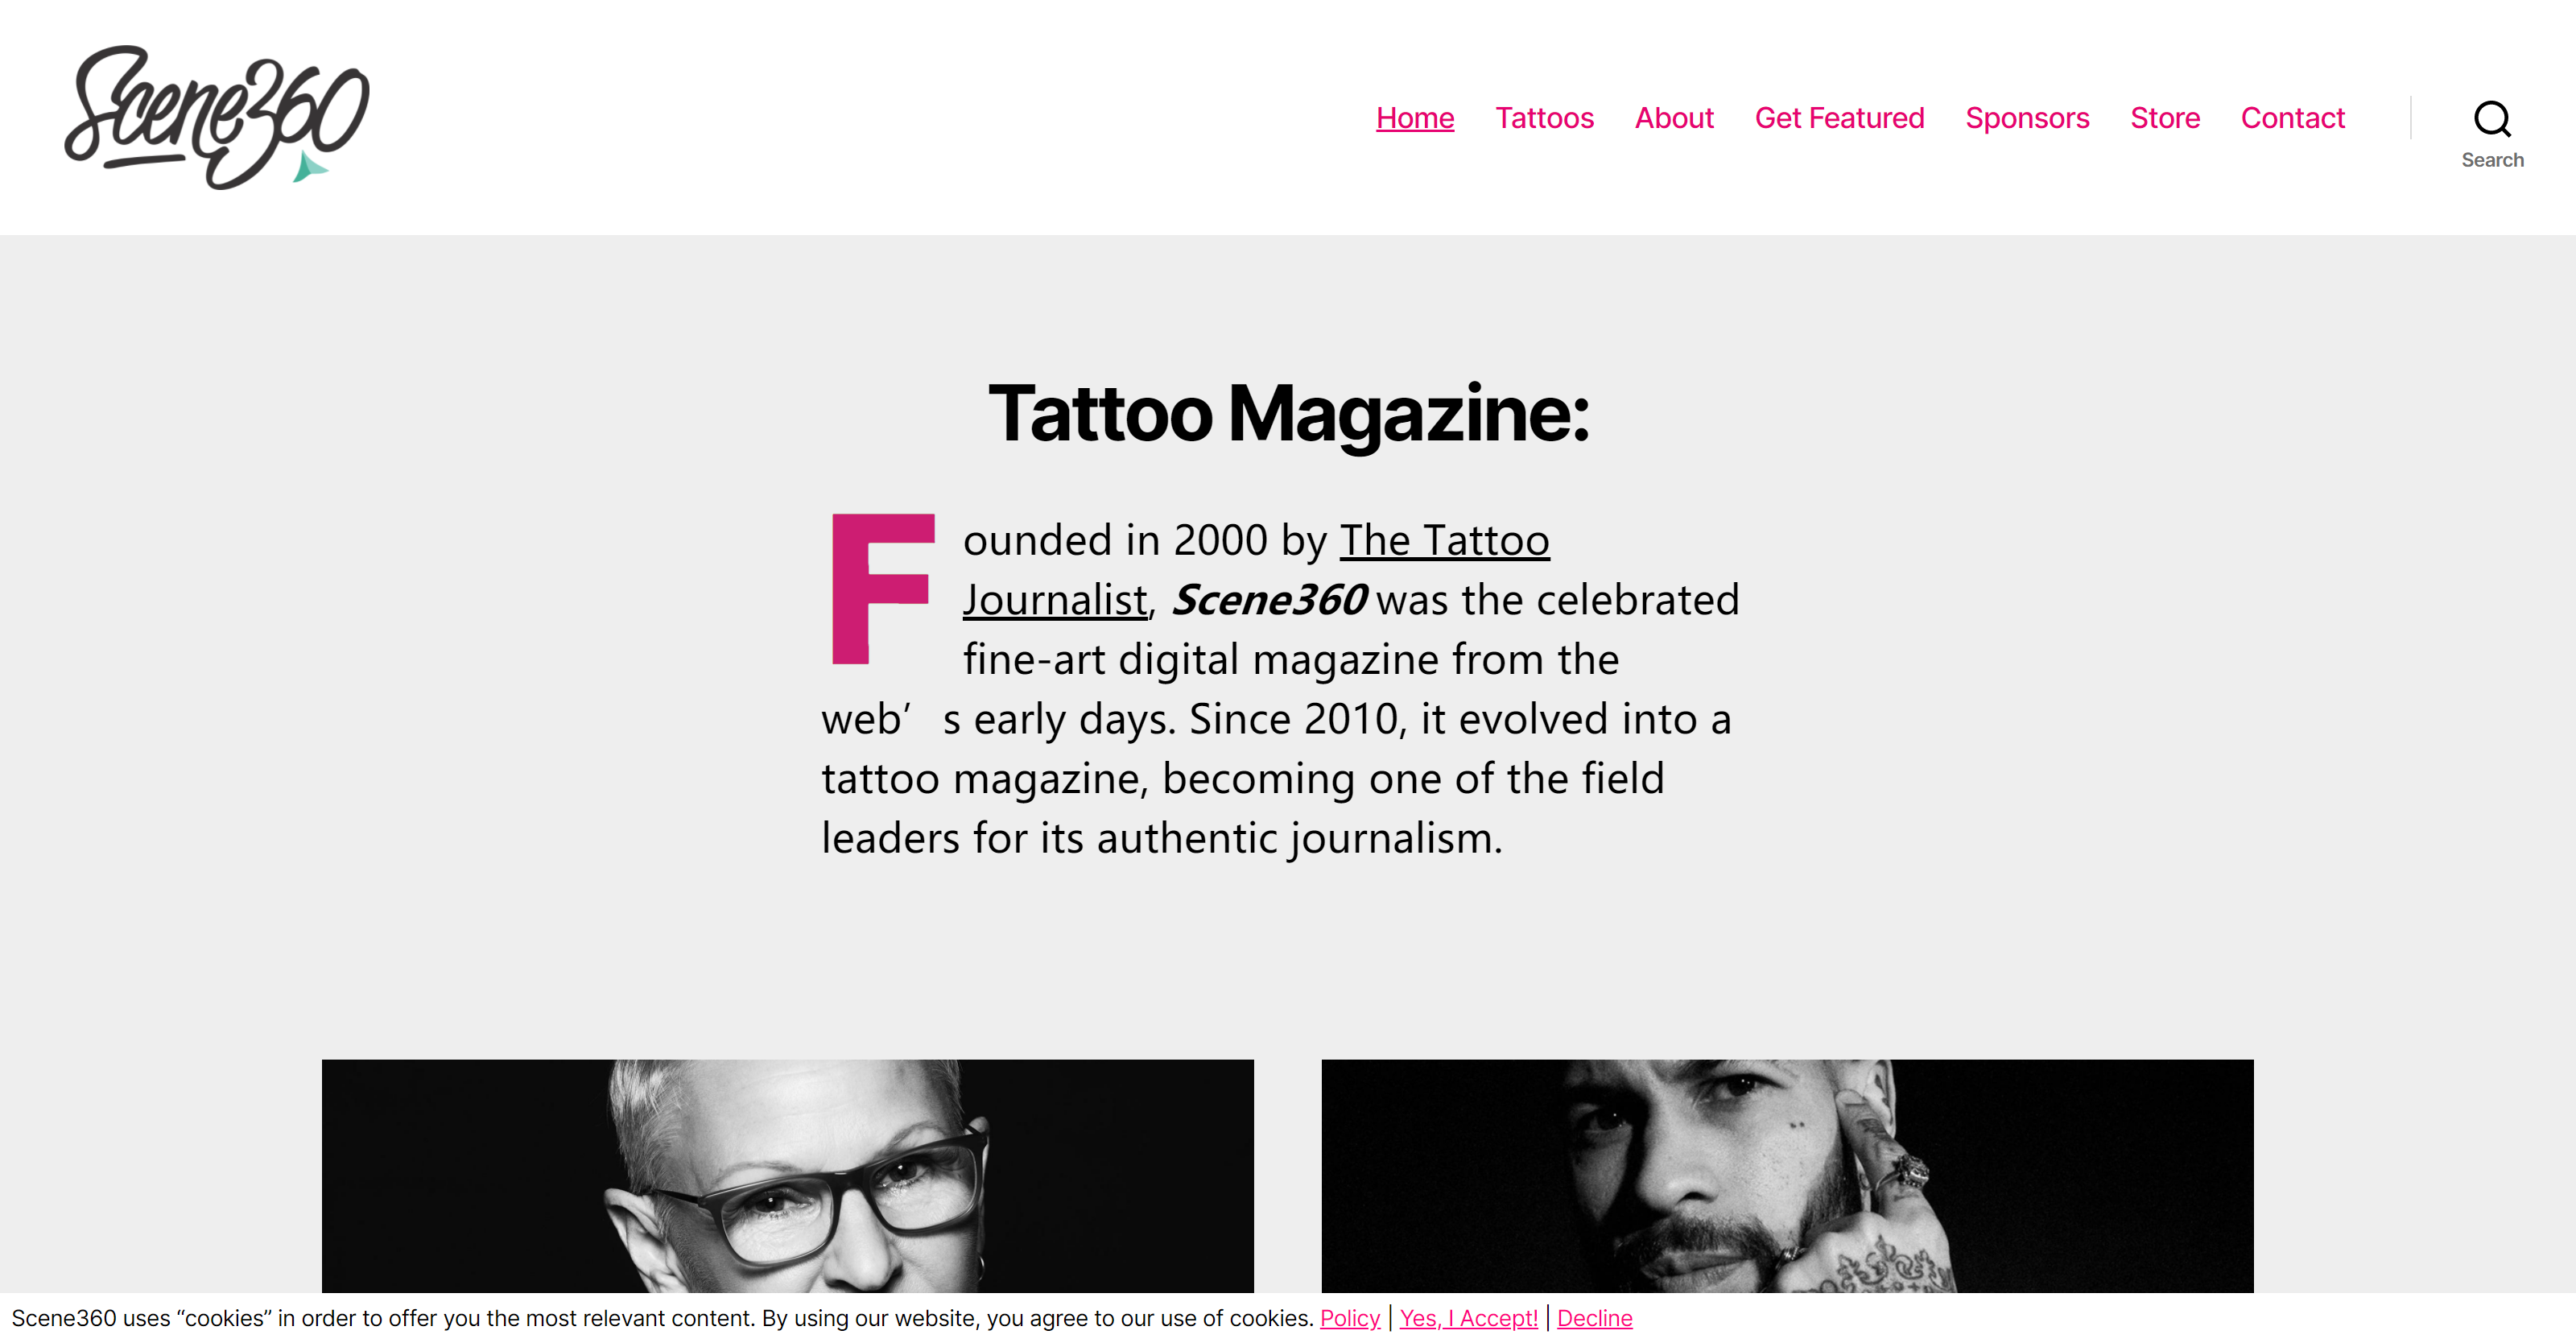 Scene360
Home Tattoos About Get Featured Sponsors Store Contact
Search
Tattoo Magazine:
Founded in 2000 by The Tattoo
Journalist, Scene360 was the celebrated
fine-art digital magazine from the
web’s early days. Since 2010, it evolved into a
tattoo magazine, becoming one of the field
leaders for its authentic journalism.
Scene360 uses “cookies” in order to offer you the most relevant content. By using our website, you agree to our use of cookies. Policy | Yes, I Accept! | Decline